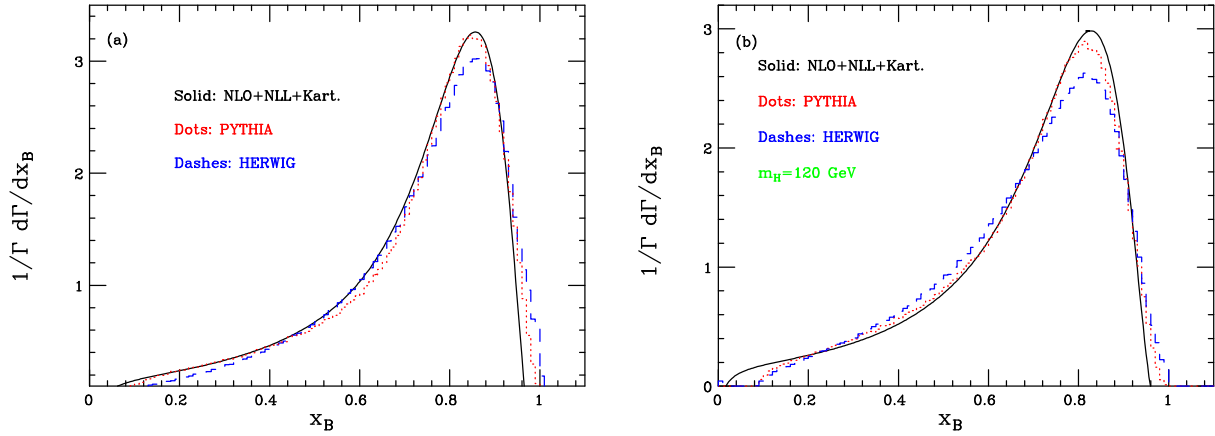 (a)
Solid: NLO+NLL+Kart.
Dots: PYTHIA
Dashes: HERWIG
1/Γ dΓ/dx_B
3
2
1
0
0.2
0.4
0.6
0.8
1
x_B
(b)
Solid: NLO+NLL+Kart.
Dots: PYTHIA
Dashes: HERWIG
m_H=120 GeV
1/Γ dΓ/dx_B
3
2
1
0
0
0.2
0.4
0.6
0.8
1
x_B